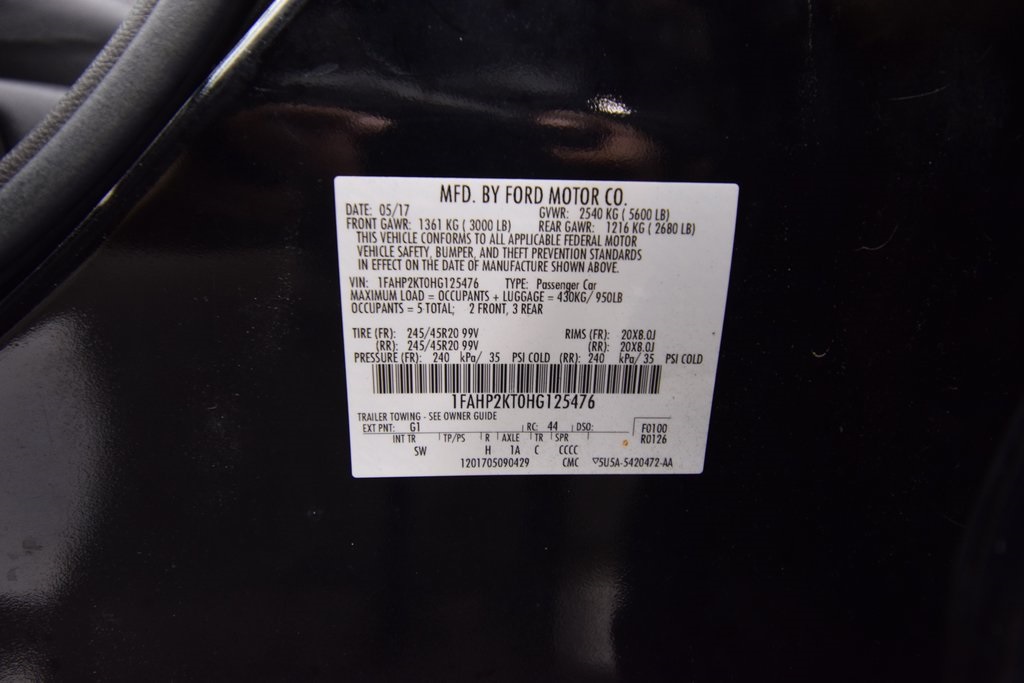 MFD. BY FORD MOTOR CO.
DATE: 05/17 GVWR: 2540 KG ( 5600 LB)
FRONT GAWR: 1361 KG ( 3000 LB) REAR GAWR: 1216 KG ( 2680 LB)
THIS VEHICLE CONFORMS TO ALL APPLICABLE FEDERAL MOTOR
VEHICLE SAFETY, BUMPER, AND THEFT PREVENTION STANDARDS
IN EFFECT ON THE DATE OF MANUFACTURE SHOWN ABOVE.
VIN: 1FAHP2KT0HG125476 TYPE: Passenger Car
MAXIMUM LOAD = OCCUPANTS + LUGGAGE = 430KG/ 950LB
OCCUPANTS = 5 TOTAL; 2 FRONT, 3 REAR
TIRE (FR): 245/45R20 99V RIMS (FR): 20X8.0J
(RR): 245/45R20 99V (RR): 20X8.0J
PRESSURE (FR): 240 kPa/ 35 PSI COLD (RR): 240 kPa/ 35 PSI COLD
1FAHP2KT0HG125476
TRAILER TOWING - SEE OWNER GUIDE
EXT PNT: G1 RC: 44 DSO: F0100
INT TR TP/PS R AXLE TR SPR R0126
SW H 1A C CCCC
1201705090429 CMC ▽5U5A-5420472-AA